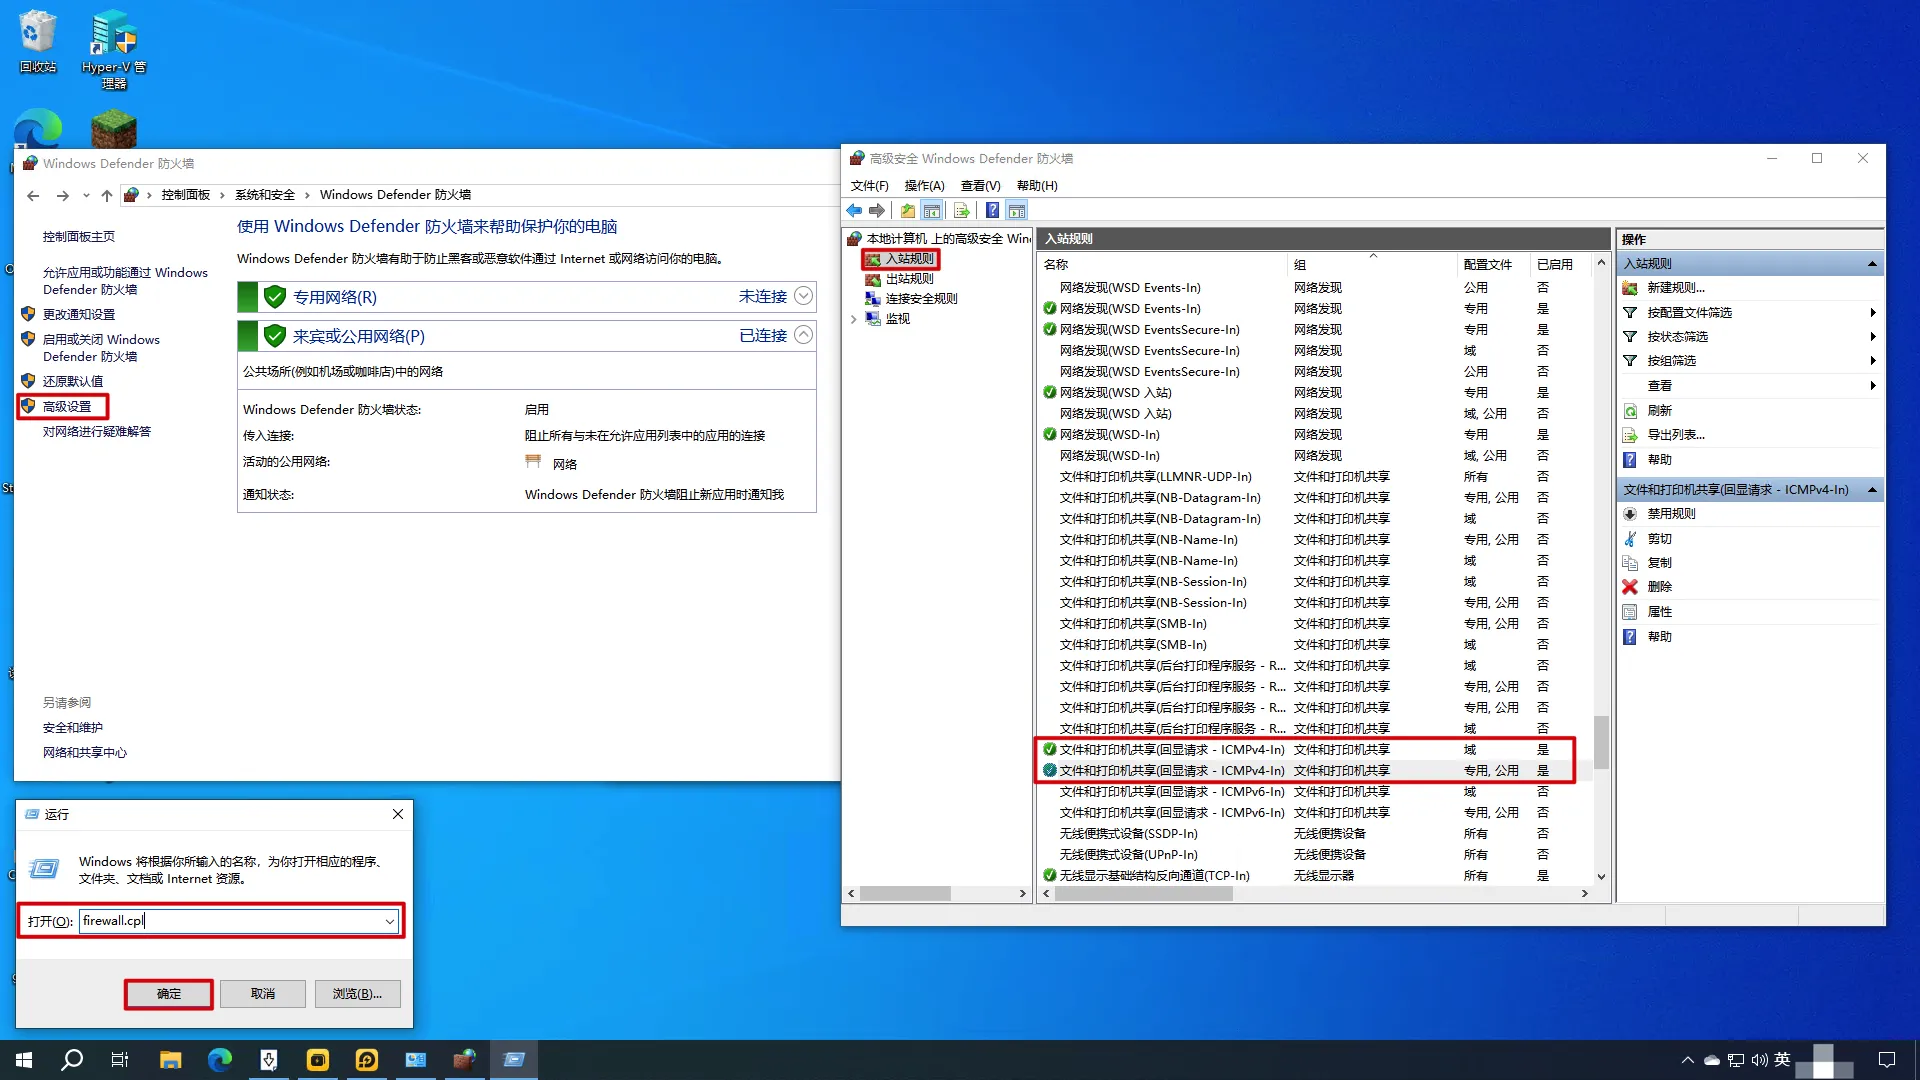 回收站
Hyper-V 管
理器
Windows Defender 防火墙
控制面板 › 系统和安全 › Windows Defender 防火墙
控制面板主页
允许应用或功能通过 Windows
Defender 防火墙
更改通知设置
启用或关闭 Windows
Defender 防火墙
还原默认值
高级设置
对网络进行疑难解答
另请参阅
安全和维护
网络和共享中心
使用 Windows Defender 防火墙来帮助保护你的电脑
Windows Defender 防火墙有助于防止黑客或恶意软件通过 Internet 或网络访问你的电脑。
专用网络(R) 未连接
来宾或公用网络(P) 已连接
公共场所(例如机场或咖啡店)中的网络
Windows Defender 防火墙状态: 启用
传入连接: 阻止所有与未在允许应用列表中的应用的连接
活动的公用网络: 网络
通知状态: Windows Defender 防火墙阻止新应用时通知我
运行
Windows 将根据你所输入的名称，为你打开相应的程序、
文件夹、文档或 Internet 资源。
打开(O): firewall.cpl
确定 取消 浏览(B)...
高级安全 Windows Defender 防火墙
文件(F) 操作(A) 查看(V) 帮助(H)
本地计算机 上的高级安全 Win
入站规则
出站规则
连接安全规则
监视
入站规则
名称 组 配置文件 已启用
网络发现(WSD Events-In) 网络发现 公用 否
网络发现(WSD Events-In) 网络发现 专用 是
网络发现(WSD EventsSecure-In) 网络发现 专用 是
网络发现(WSD EventsSecure-In) 网络发现 域 否
网络发现(WSD EventsSecure-In) 网络发现 公用 否
网络发现(WSD 入站) 网络发现 专用 是
网络发现(WSD 入站) 网络发现 域, 公用 否
网络发现(WSD-In) 网络发现 专用 是
网络发现(WSD-In) 网络发现 域, 公用 否
文件和打印机共享(LLMNR-UDP-In) 文件和打印机共享 所有 否
文件和打印机共享(NB-Datagram-In) 文件和打印机共享 专用, 公用 否
文件和打印机共享(NB-Datagram-In) 文件和打印机共享 域 否
文件和打印机共享(NB-Name-In) 文件和打印机共享 专用, 公用 否
文件和打印机共享(NB-Name-In) 文件和打印机共享 域 否
文件和打印机共享(NB-Session-In) 文件和打印机共享 域 否
文件和打印机共享(NB-Session-In) 文件和打印机共享 专用, 公用 否
文件和打印机共享(SMB-In) 文件和打印机共享 专用, 公用 否
文件和打印机共享(SMB-In) 文件和打印机共享 域 否
文件和打印机共享(后台打印程序服务 - R... 文件和打印机共享 域 否
文件和打印机共享(后台打印程序服务 - R... 文件和打印机共享 专用, 公用 否
文件和打印机共享(后台打印程序服务 - R... 文件和打印机共享 专用, 公用 否
文件和打印机共享(后台打印程序服务 - R... 文件和打印机共享 域 否
文件和打印机共享(回显请求 - ICMPv4-In) 文件和打印机共享 域 是
文件和打印机共享(回显请求 - ICMPv4-In) 文件和打印机共享 专用, 公用 是
文件和打印机共享(回显请求 - ICMPv6-In) 文件和打印机共享 域 否
文件和打印机共享(回显请求 - ICMPv6-In) 文件和打印机共享 专用, 公用 否
无线便携式设备(SSDP-In) 无线便携设备 所有 否
无线便携式设备(UPnP-In) 无线便携设备 所有 否
无线显示基础结构反向通道(TCP-In) 无线显示器 所有 是
操作
入站规则
新建规则...
按配置文件筛选
按状态筛选
按组筛选
查看
刷新
导出列表...
帮助
文件和打印机共享(回显请求 - ICMPv4-In)
禁用规则
剪切
复制
删除
属性
帮助
英